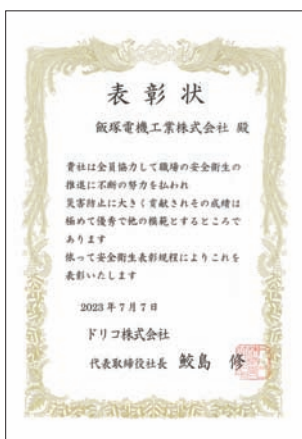 表彰状
飯塚電機工業株式会社 殿
貴社は全員協力して職場の安全衛生の
推進に不断の努力を払われ
災害防止に大きく貢献されその成績は
極めて優秀で他の模範とするところで
あります
依って安全衛生表彰規程によりこれを
表彰いたします
2023年7月7日
ドリコ株式会社
代表取締役社長 鮫島 修